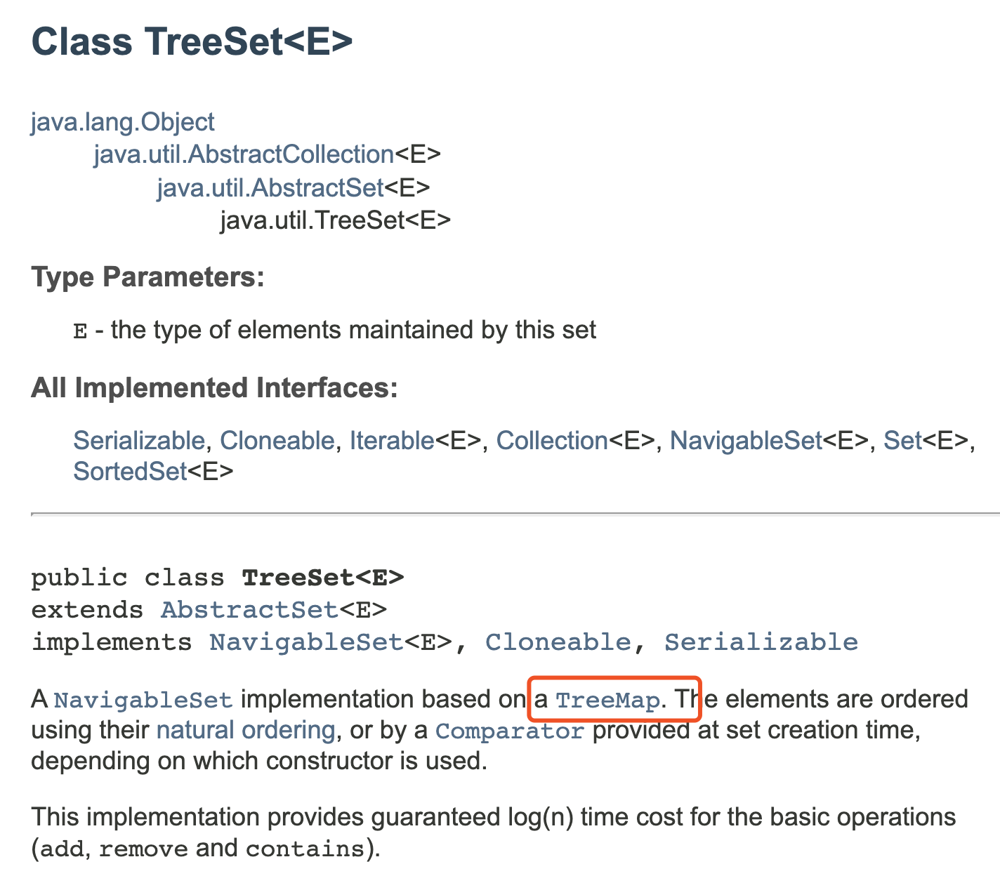 Class TreeSet<E>
java.lang.Object
java.util.AbstractCollection<E>
java.util.AbstractSet<E>
java.util.TreeSet<E>
Type Parameters:
E - the type of elements maintained by this set
All Implemented Interfaces:
Serializable, Cloneable, Iterable<E>, Collection<E>, NavigableSet<E>, Set<E>,
SortedSet<E>
public class TreeSet<E>
extends AbstractSet<E>
implements NavigableSet<E>, Cloneable, Serializable
A NavigableSet implementation based on a TreeMap. The elements are ordered
using their natural ordering, or by a Comparator provided at set creation time,
depending on which constructor is used.
This implementation provides guaranteed log(n) time cost for the basic operations
(add, remove and contains).